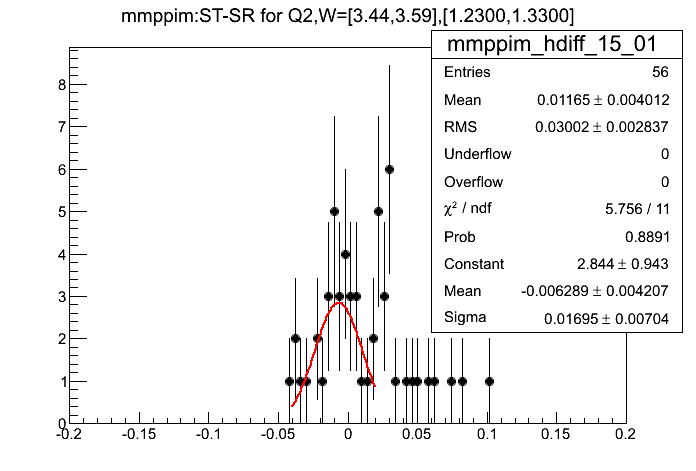 mmppim:ST-SR for Q2,W=[3.44,3.59],[1.2300,1.3300]
mmppim_hdiff_15_01
Entries 56
Mean 0.01165 ± 0.004012
RMS 0.03002 ± 0.002837
Underflow 0
Overflow 0
χ² / ndf 5.756 / 11
Prob 0.8891
Constant 2.844 ± 0.943
Mean -0.006289 ± 0.004207
Sigma 0.01695 ± 0.00704
8
7
6
5
4
3
2
1
0
-0.2 -0.15 -0.1 -0.05 0 0.05 0.1 0.15 0.2